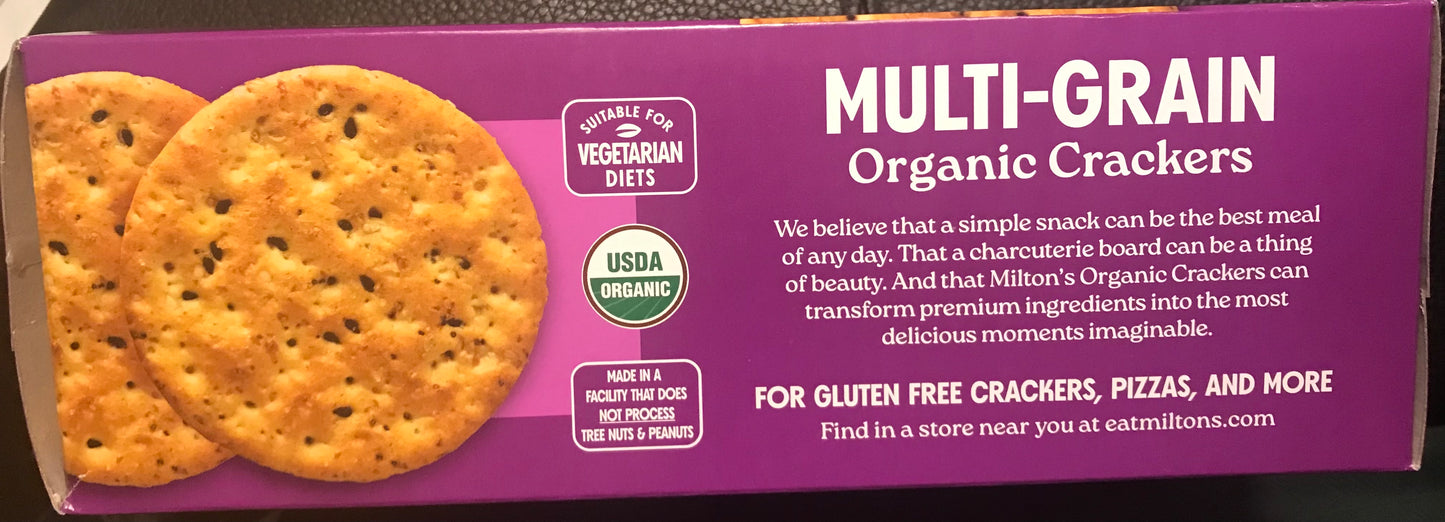 SUITABLE FOR
VEGETARIAN
DIETS
USDA
ORGANIC
MADE IN A
FACILITY THAT DOES
NOT PROCESS
TREE NUTS & PEANUTS
MULTI-GRAIN
Organic Crackers
We believe that a simple snack can be the best meal
of any day. That a charcuterie board can be a thing
of beauty. And that Milton's Organic Crackers can
transform premium ingredients into the most
delicious moments imaginable.
FOR GLUTEN FREE CRACKERS, PIZZAS, AND MORE
Find in a store near you at eatmiltons.com